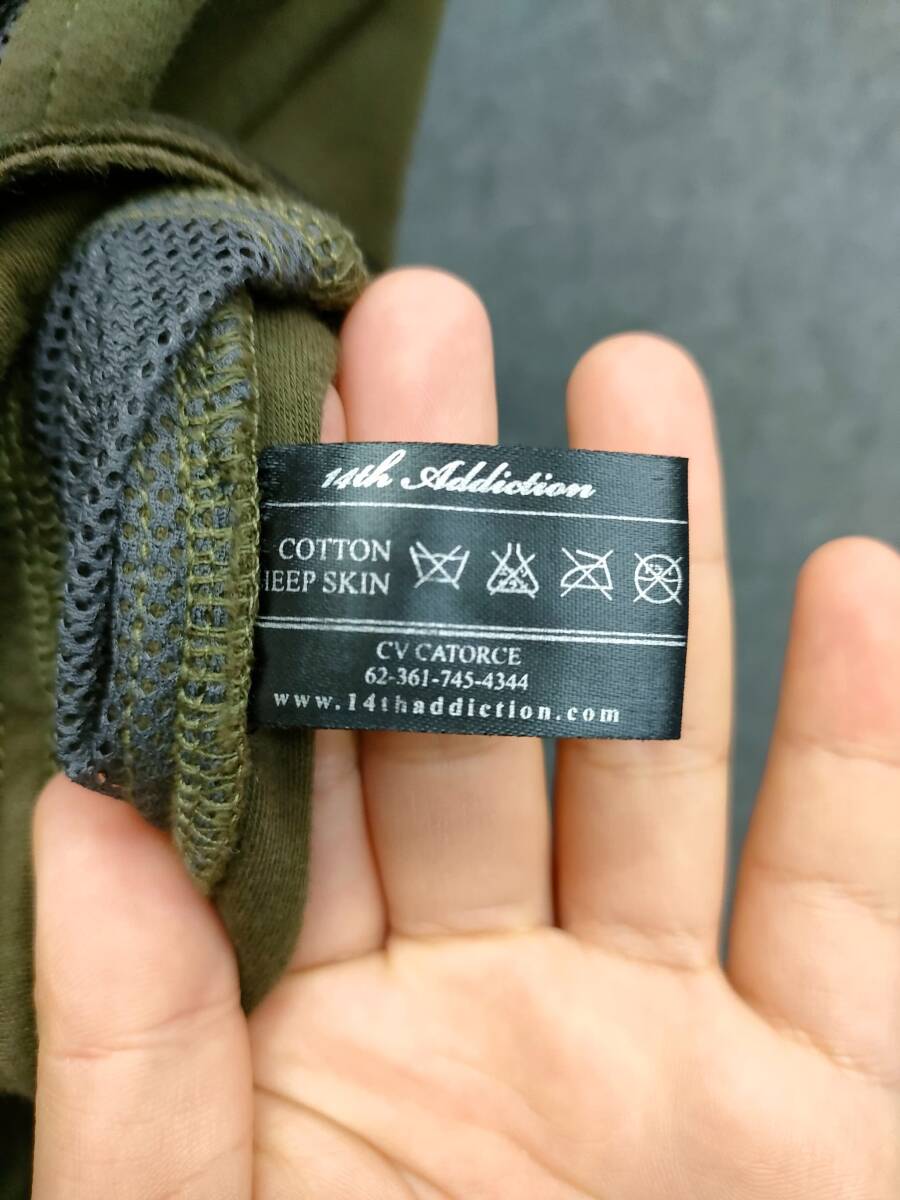 14th Addiction
COTTON
HEEP SKIN
CV CATORCE
62-361-745-4344
www.14thaddiction.com